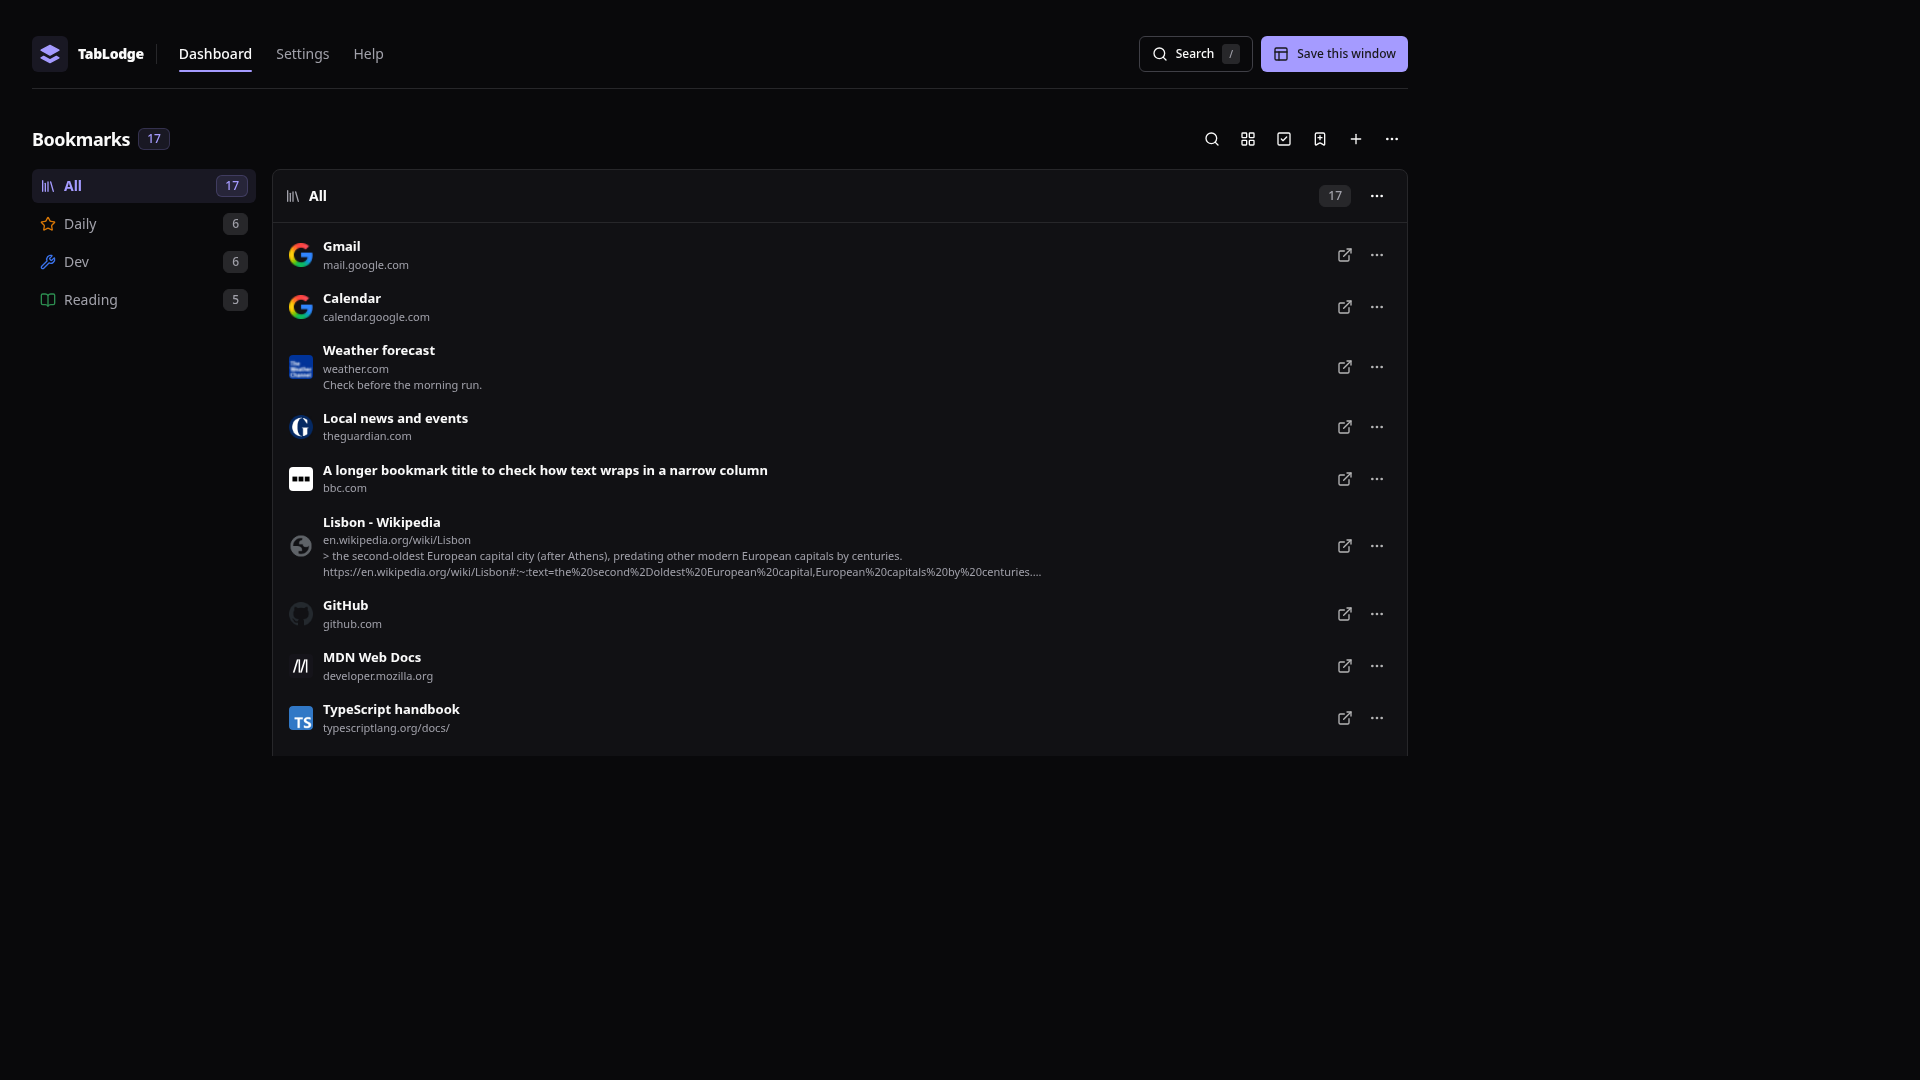 TabLodge
Dashboard
Settings
Help
Search /
Save this window
Bookmarks 17
All 17
Daily 6
Dev 6
Reading 5
All 17
Gmail
mail.google.com
Calendar
calendar.google.com
The Weather Channel
Weather forecast
weather.com
Check before the morning run.
Local news and events
theguardian.com
A longer bookmark title to check how text wraps in a narrow column
bbc.com
Lisbon - Wikipedia
en.wikipedia.org/wiki/Lisbon
> the second-oldest European capital city (after Athens), predating other modern European capitals by centuries.
https://en.wikipedia.org/wiki/Lisbon#:~:text=the%20second%2Doldest%20European%20capital,European%20capitals%20by%20centuries....
GitHub
github.com
MDN Web Docs
developer.mozilla.org
TS
TypeScript handbook
typescriptlang.org/docs/